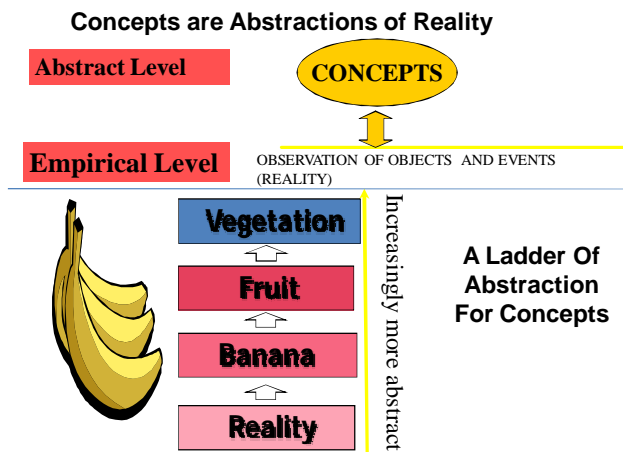 Concepts are Abstractions of Reality
Abstract Level
CONCEPTS
Empirical Level
OBSERVATION OF OBJECTS AND EVENTS
(REALITY)
Vegetation
Fruit
Banana
Reality
Increasingly more abstract
A Ladder Of
Abstraction
For Concepts